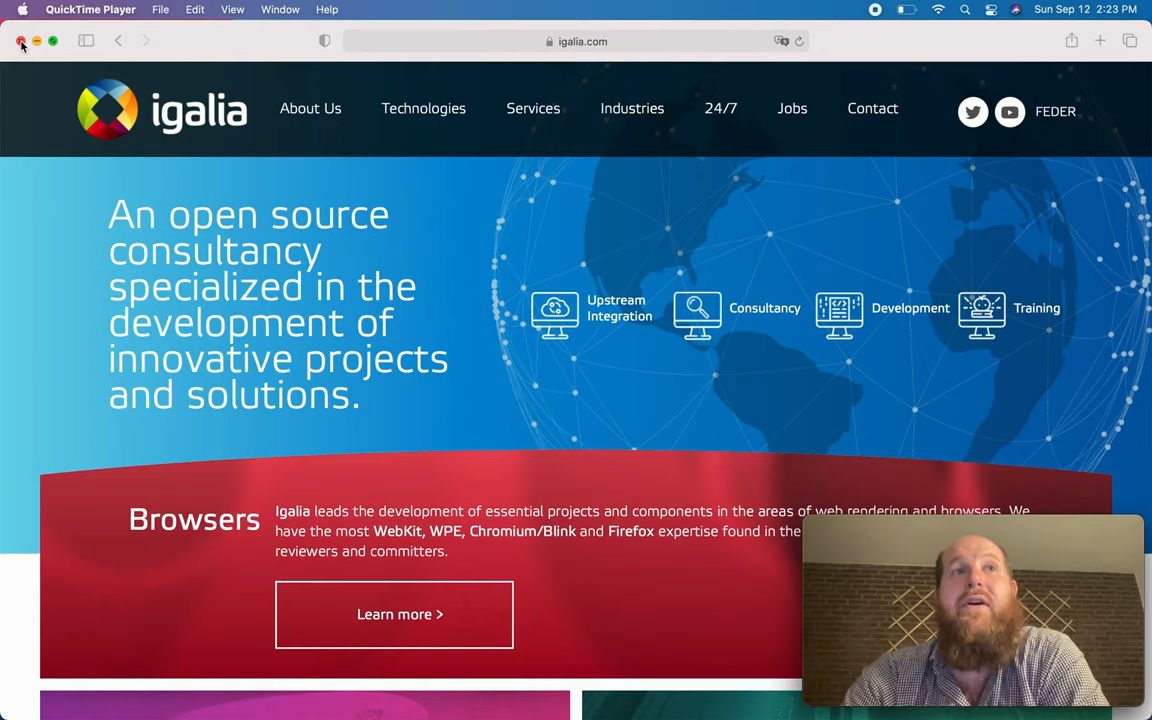 QuickTime Player File Edit View Window Help Sun Sep 12 2:23 PM
igalia.com
igalia About Us Technologies Services Industries 24/7 Jobs Contact FEDER
An open source
consultancy
specialized in the
development of
innovative projects
and solutions.
Upstream
Integration
Consultancy
Development
Training
Browsers
Igalia leads the development of essential projects and components in the areas of web rendering and browsers. We
have the most WebKit, WPE, Chromium/Blink and Firefox expertise found in the
reviewers and committers.
Learn more >